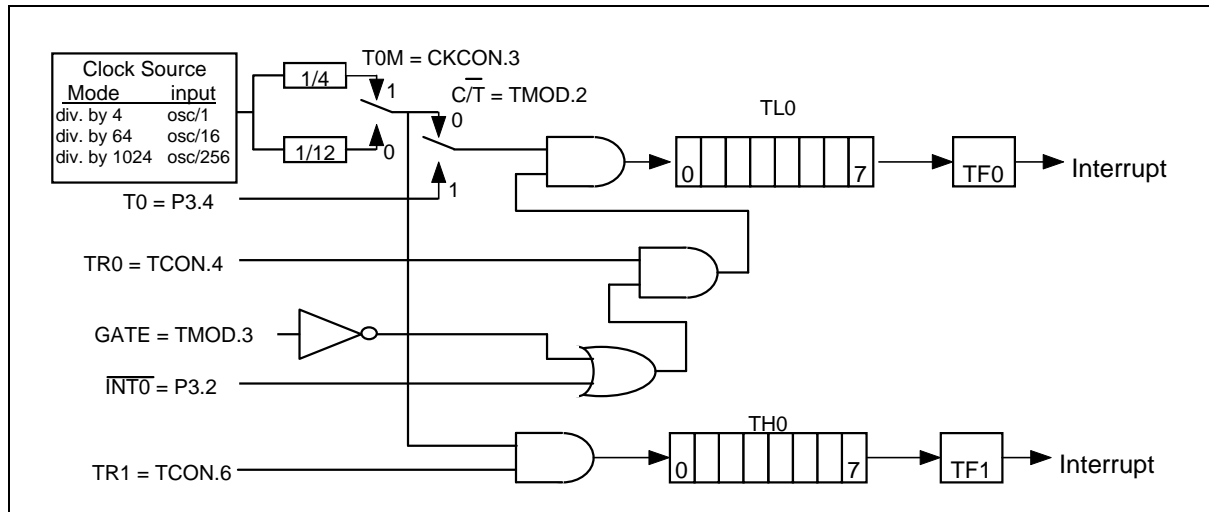 Clock Source
Mode input
div. by 4 osc/1
div. by 64 osc/16
div. by 1024 osc/256
1/4
1/12
T0M = CKCON.3
1
0
C/T̅ = TMOD.2
0
1
T0 = P3.4
TL0
0 7
TF0
Interrupt
TR0 = TCON.4
GATE = TMOD.3
I̅N̅T̅0̅ = P3.2
TR1 = TCON.6
TH0
0 7
TF1
Interrupt